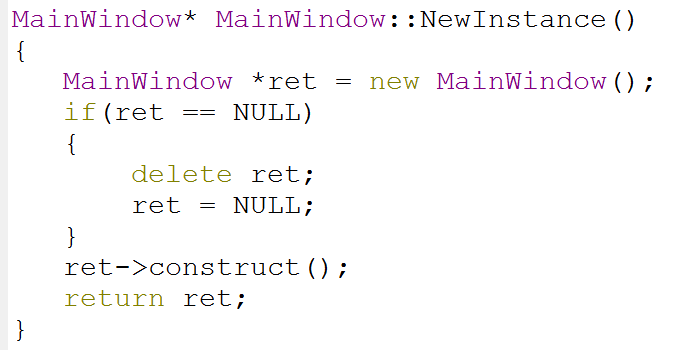 MainWindow* MainWindow::NewInstance()
{
MainWindow *ret = new MainWindow();
if(ret == NULL)
{
delete ret;
ret = NULL;
}
ret->construct();
return ret;
}